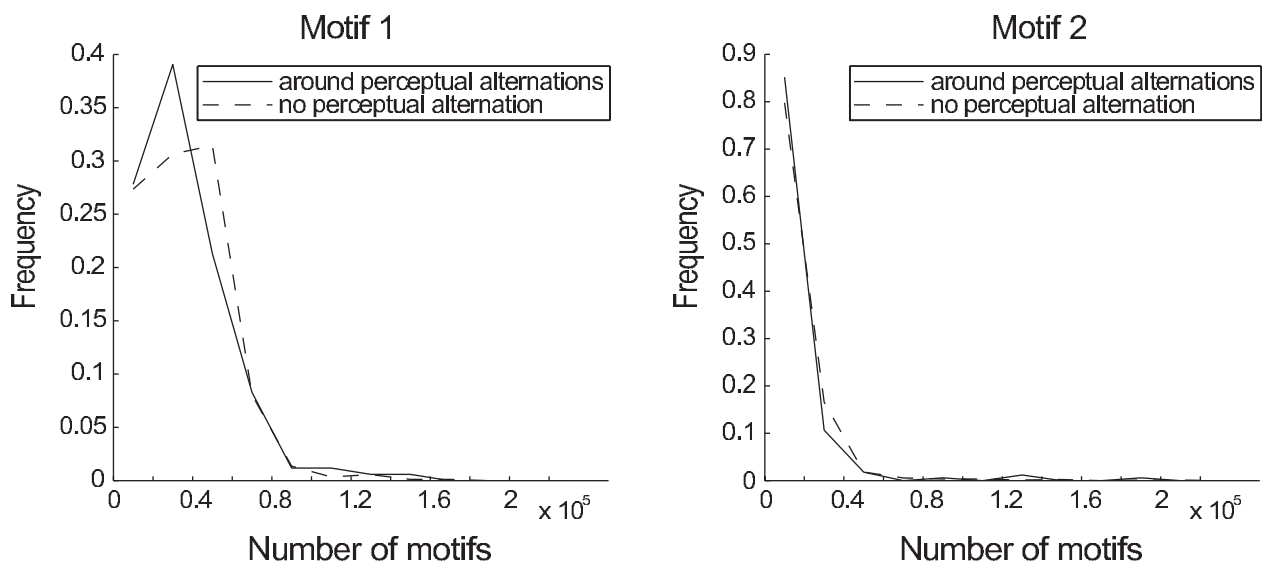 Motif 1
0.4
0.35
0.3
0.25
0.2
0.15
0.1
0.05
0
Frequency
around perceptual alternations
no perceptual alternation
0 0.4 0.8 1.2 1.6 2
x 10⁵
Number of motifs
Motif 2
0.9
0.8
0.7
0.6
0.5
0.4
0.3
0.2
0.1
0
Frequency
around perceptual alternations
no perceptual alternation
0 0.4 0.8 1.2 1.6 2
x 10⁵
Number of motifs